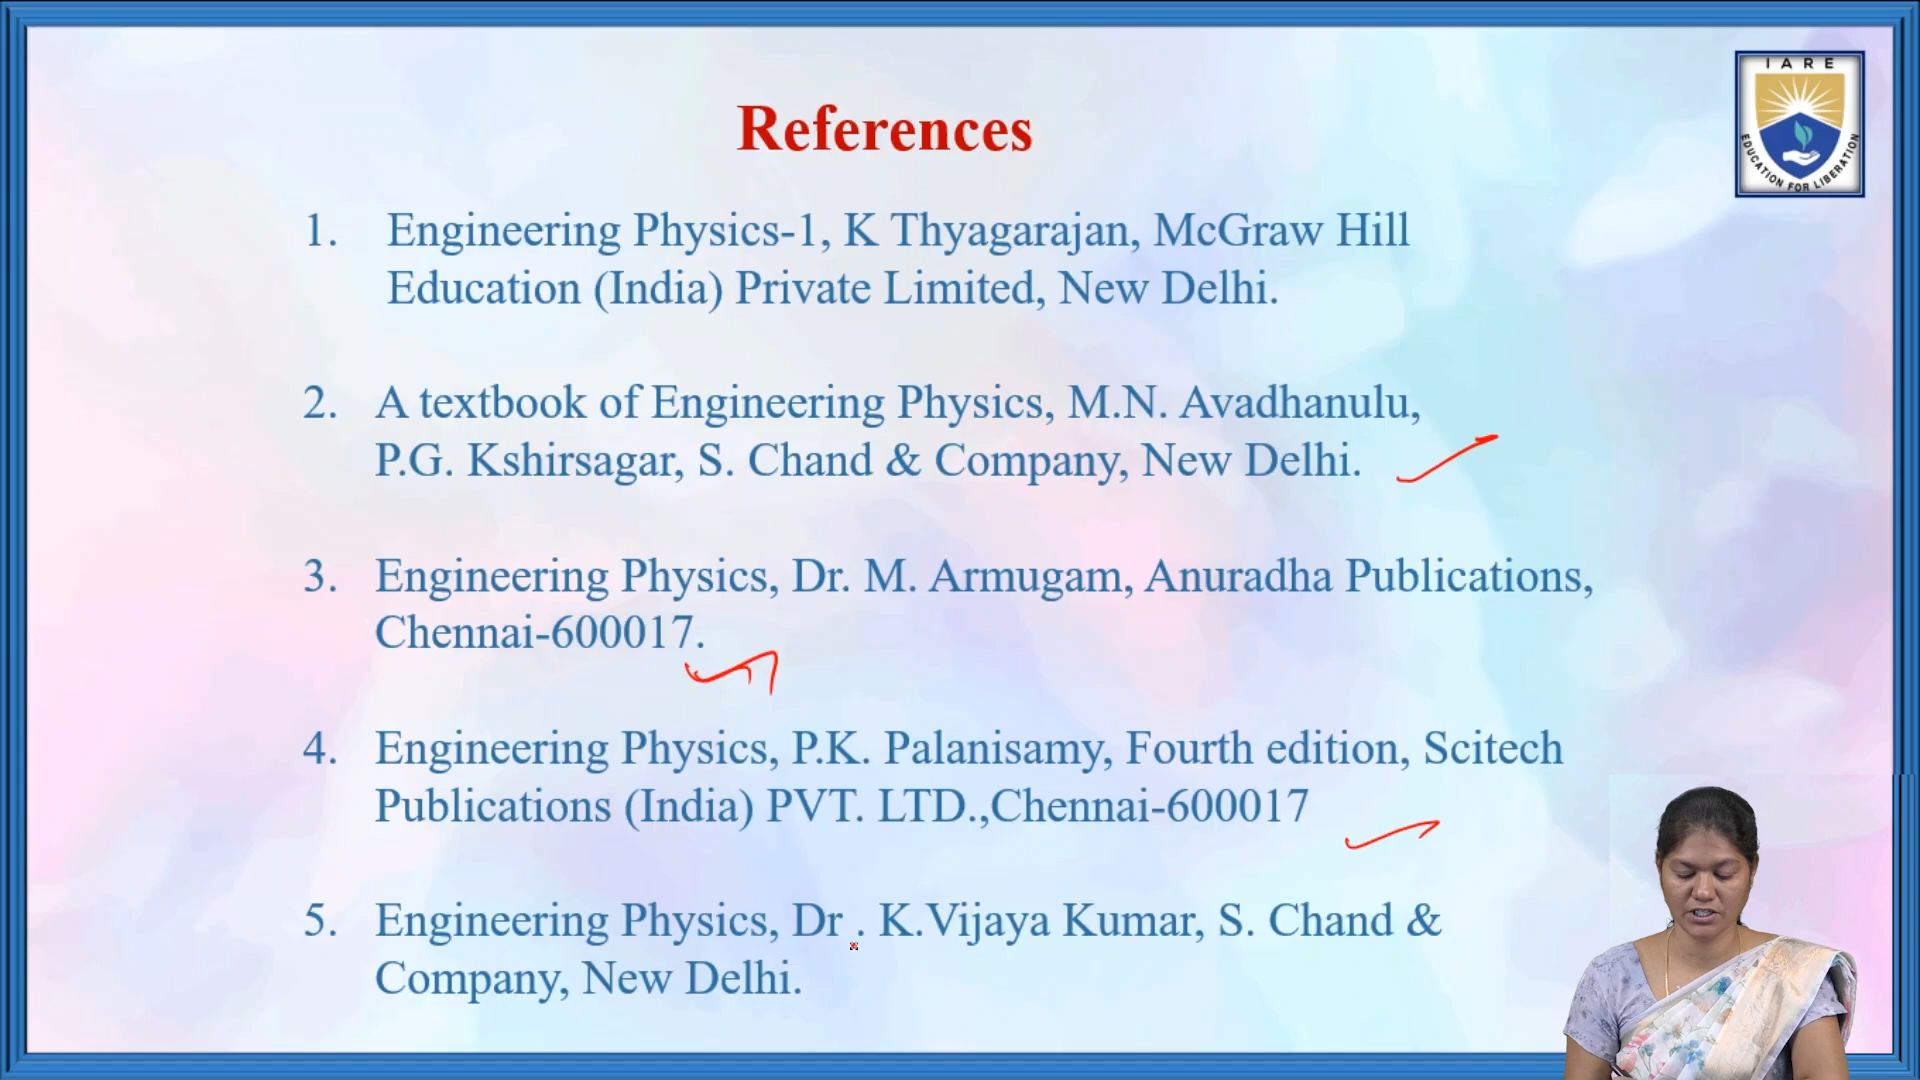 IARE
EDUCATION FOR LIBERATION
References
1. Engineering Physics-1, K Thyagarajan, McGraw Hill
Education (India) Private Limited, New Delhi.
2. A textbook of Engineering Physics, M.N. Avadhanulu,
P.G. Kshirsagar, S. Chand & Company, New Delhi.
3. Engineering Physics, Dr. M. Armugam, Anuradha Publications,
Chennai-600017.
4. Engineering Physics, P.K. Palanisamy, Fourth edition, Scitech
Publications (India) PVT. LTD.,Chennai-600017
5. Engineering Physics, Dr . K.Vijaya Kumar, S. Chand &
Company, New Delhi.